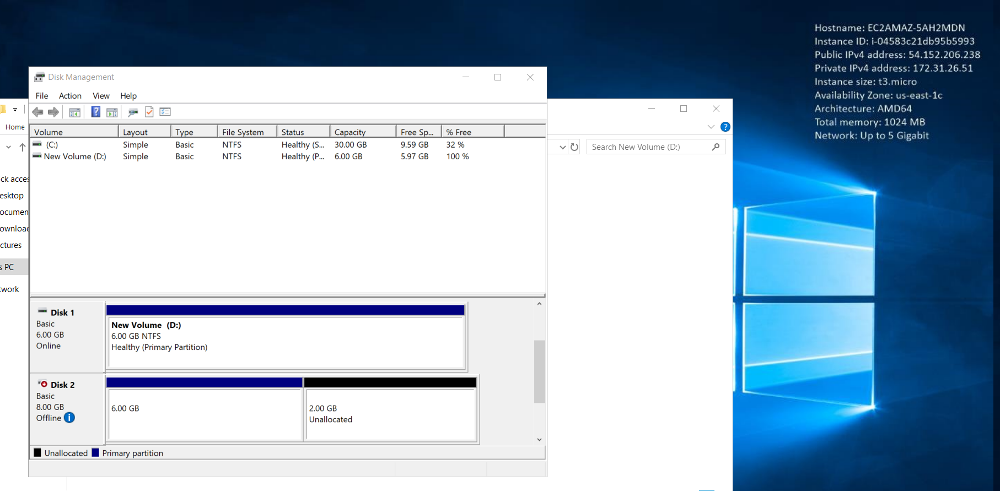 Hostname: EC2AMAZ-5AH2MDN
Instance ID: i-04583c21db95b5993
Public IPv4 address: 54.152.206.238
Private IPv4 address: 172.31.26.51
Instance size: t3.micro
Availability Zone: us-east-1c
Architecture: AMD64
Total memory: 1024 MB
Network: Up to 5 Gigabit
Disk Management
File Action View Help
Volume Layout Type File System Status Capacity Free Sp... % Free
(C:) Simple Basic NTFS Healthy (S... 30.00 GB 9.59 GB 32 %
New Volume (D:) Simple Basic NTFS Healthy (P... 6.00 GB 5.97 GB 100 %
Disk 1
Basic
6.00 GB
Online
New Volume (D:)
6.00 GB NTFS
Healthy (Primary Partition)
Disk 2
Basic
8.00 GB
Offline
6.00 GB
2.00 GB
Unallocated
Unallocated Primary partition
Home
Search New Volume (D:)
ck acces
esktop
ocumen
ownload
ctures
s PC
twork